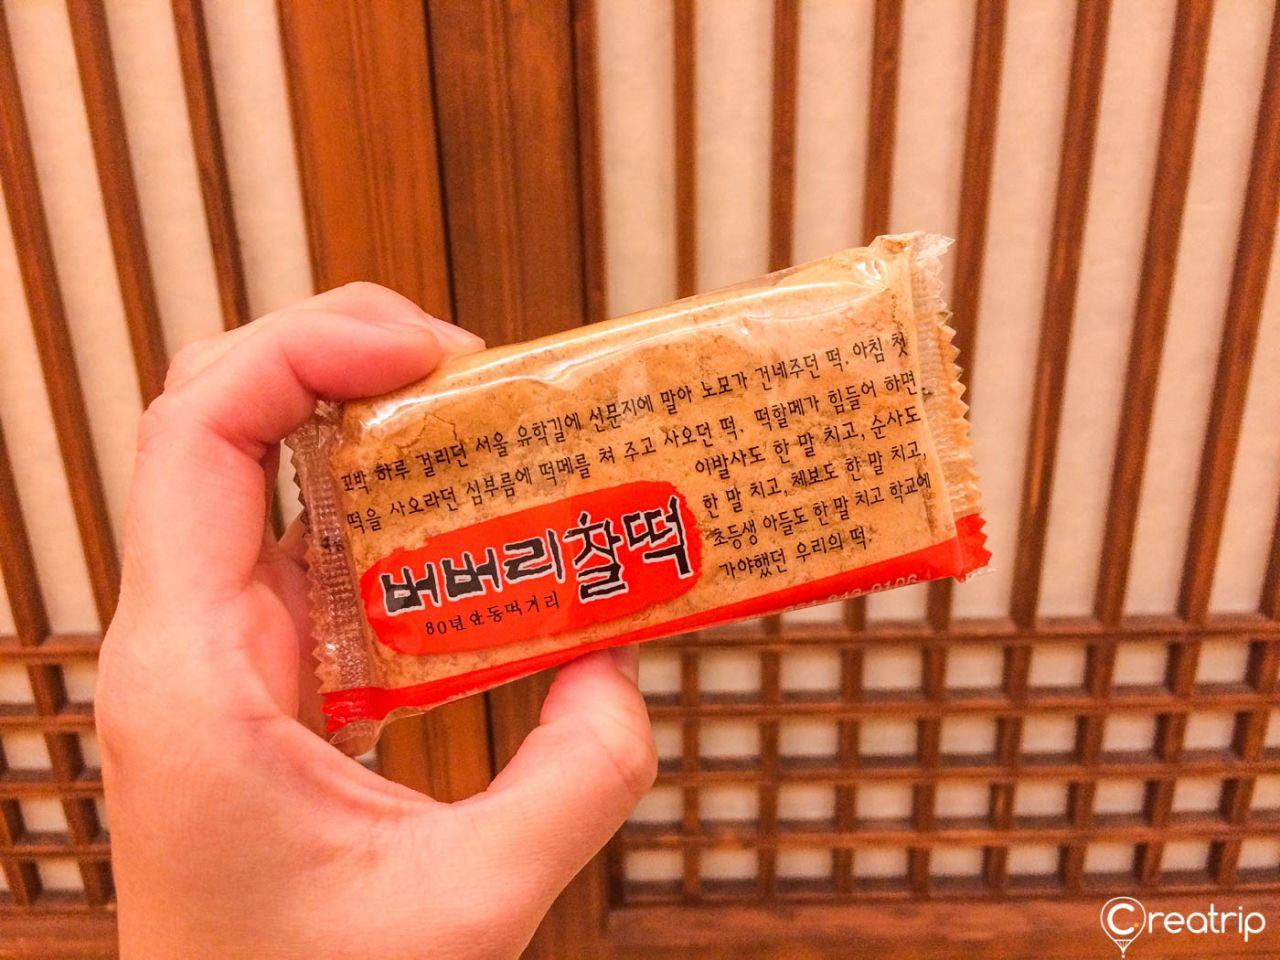 꼬박 하루 걸리던 서울 유학길에 신문지에 말아 노모가 건네주던 떡. 아침 첫
떡을 사오라던 심부름에 떡메를 쳐 주고 사오던 떡. 떡할메가 힘들어 하면
이발사도 한 말 치고, 순사도
한 말 치고, 체보도 한 말 치고,
초등생 아들도 한 말 치고 학교에
가야했던 우리의 떡.
버버리찰떡
80년안동먹거리
Creatrip